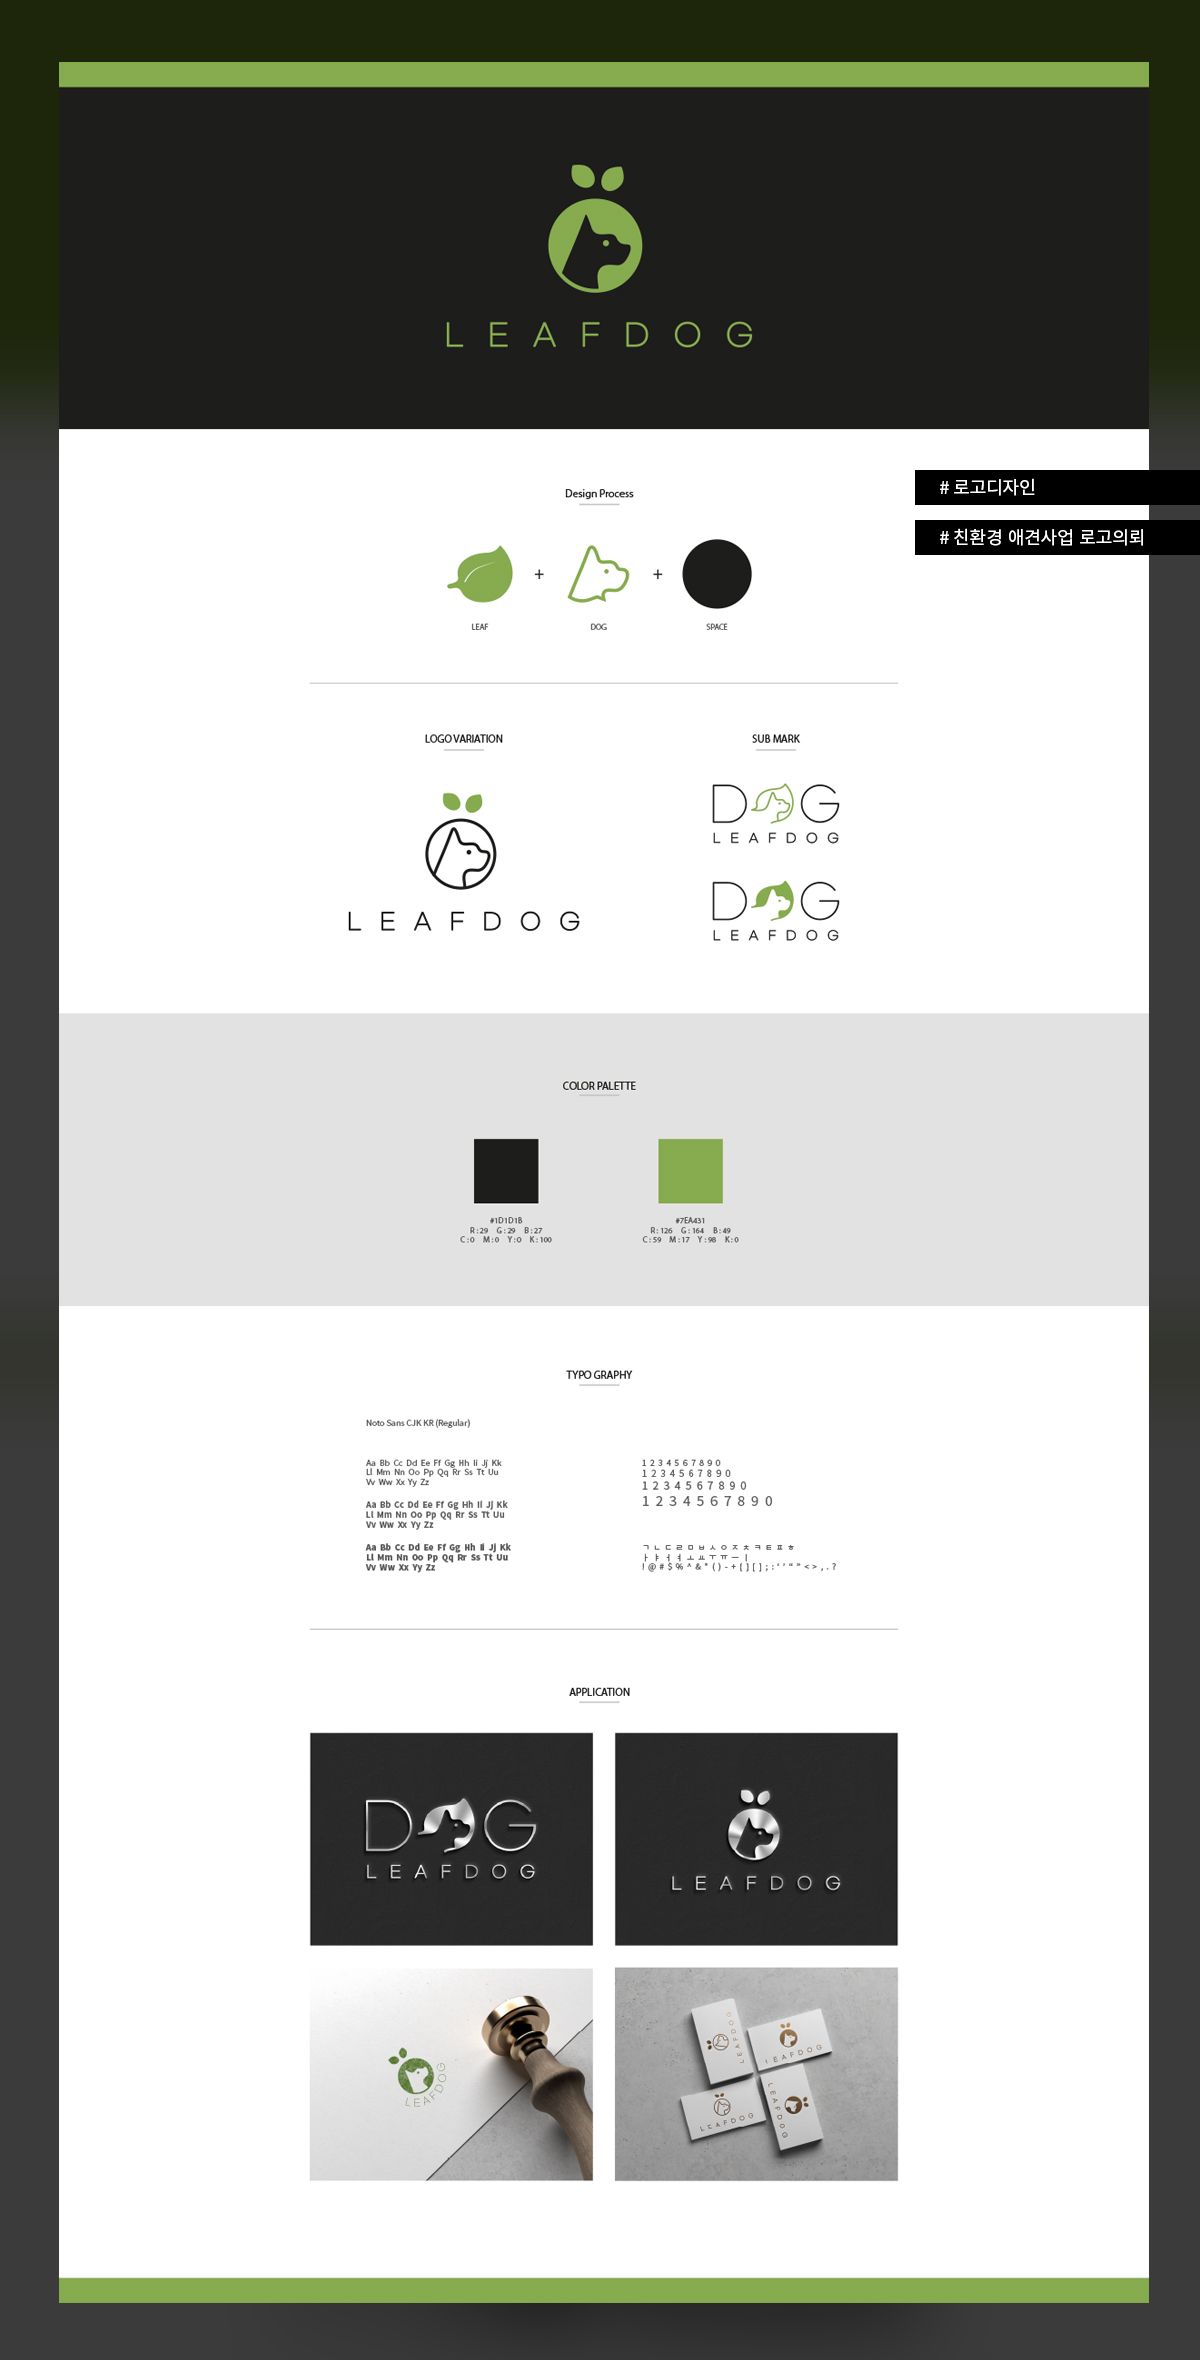 LEAFDOG
Design Process
# 로고디자인
# 친환경 애견사업 로고의뢰
+ +
LEAF DOG SPACE
LOGO VARIATION
SUB MARK
LEAFDOG
D G
LEAFDOG
D G
LEAFDOG
COLOR PALETTE
#1D1D1B
R:29 G:29 B:27
C:0 M:0 Y:0 K:100
#7EA431
R:126 G:164 B:49
C:59 M:17 Y:98 K:0
TYPO GRAPHY
Noto Sans CJK KR (Regular)
Aa Bb Cc Dd Ee Ff Gg Hh Ii Jj Kk
Ll Mm Nn Oo Pp Qq Rr Ss Tt Uu
Vv Ww Xx Yy Zz
Aa Bb Cc Dd Ee Ff Gg Hh Ii Jj Kk
Ll Mm Nn Oo Pp Qq Rr Ss Tt Uu
Vv Ww Xx Yy Zz
Aa Bb Cc Dd Ee Ff Gg Hh Ii Jj Kk
Ll Mm Nn Oo Pp Qq Rr Ss Tt Uu
Vv Ww Xx Yy Zz
1 2 3 4 5 6 7 8 9 0
1 2 3 4 5 6 7 8 9 0
1 2 3 4 5 6 7 8 9 0
1 2 3 4 5 6 7 8 9 0
ㄱ ㄴ ㄷ ㄹ ㅁ ㅂ ㅅ ㅇ ㅈ ㅊ ㅋ ㅌ ㅍ ㅎ
ㅏ ㅑ ㅓ ㅕ ㅗ ㅛ ㅜ ㅠ ㅡ ㅣ
! @ # $ % ^ & * ( ) - + { } [ ] ; : ‘ ’ “ ” < > , . ?
APPLICATION
D G
LEAFDOG
LEAFDOG
LEAFDOG
LEAFDOG
LEAFDOG
LEAFDOG
LEAFDOG